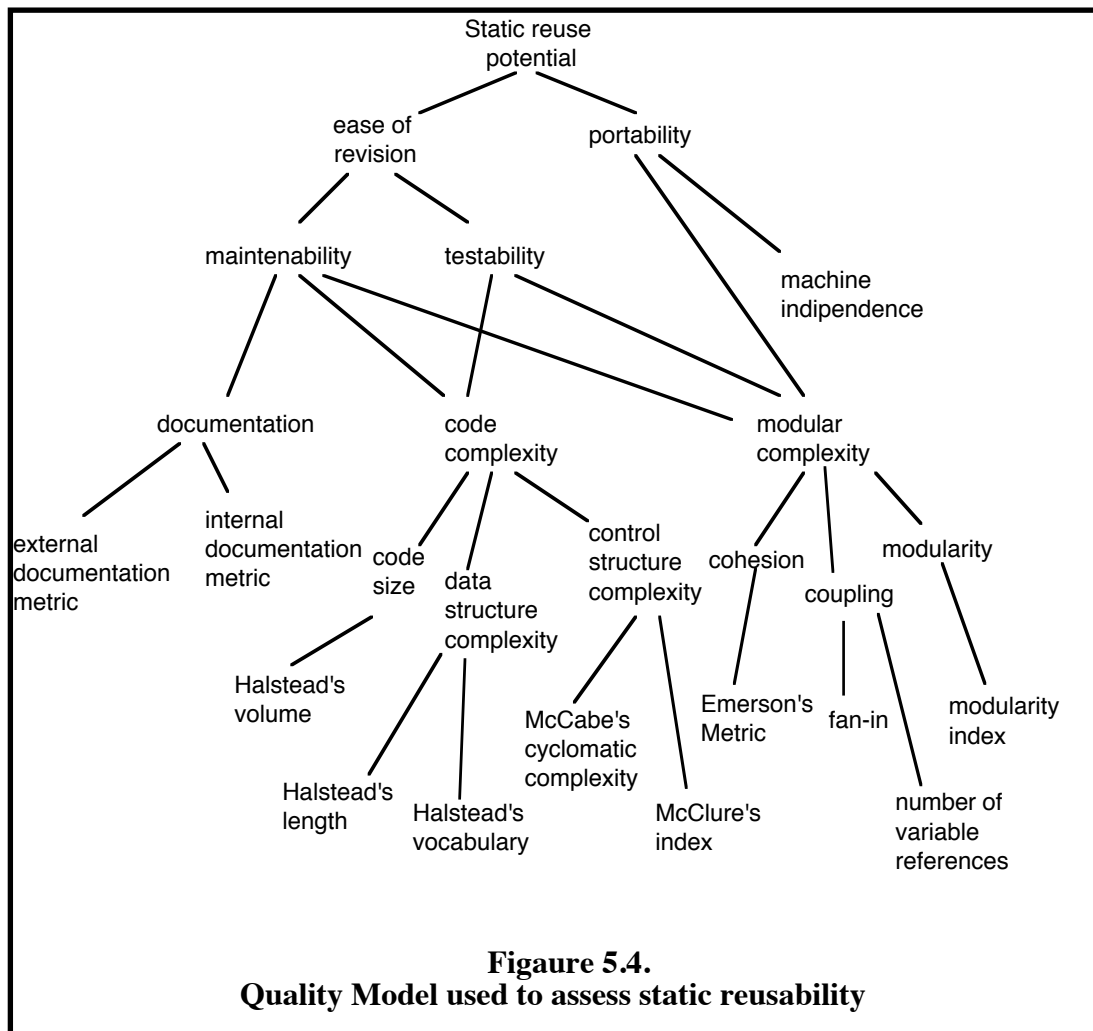 Static reuse
potential
ease of
revision
portability
maintenability
testability
machine
indipendence
documentation
code
complexity
modular
complexity
external
documentation
metric
internal
documentation
metric
code
size
data
structure
complexity
control
structure
complexity
cohesion
coupling
modularity
Halstead's
volume
Halstead's
length
Halstead's
vocabulary
McCabe's
cyclomatic
complexity
McClure's
index
Emerson's
Metric
fan-in
number of
variable
references
modularity
index
Figaure 5.4.
Quality Model used to assess static reusability